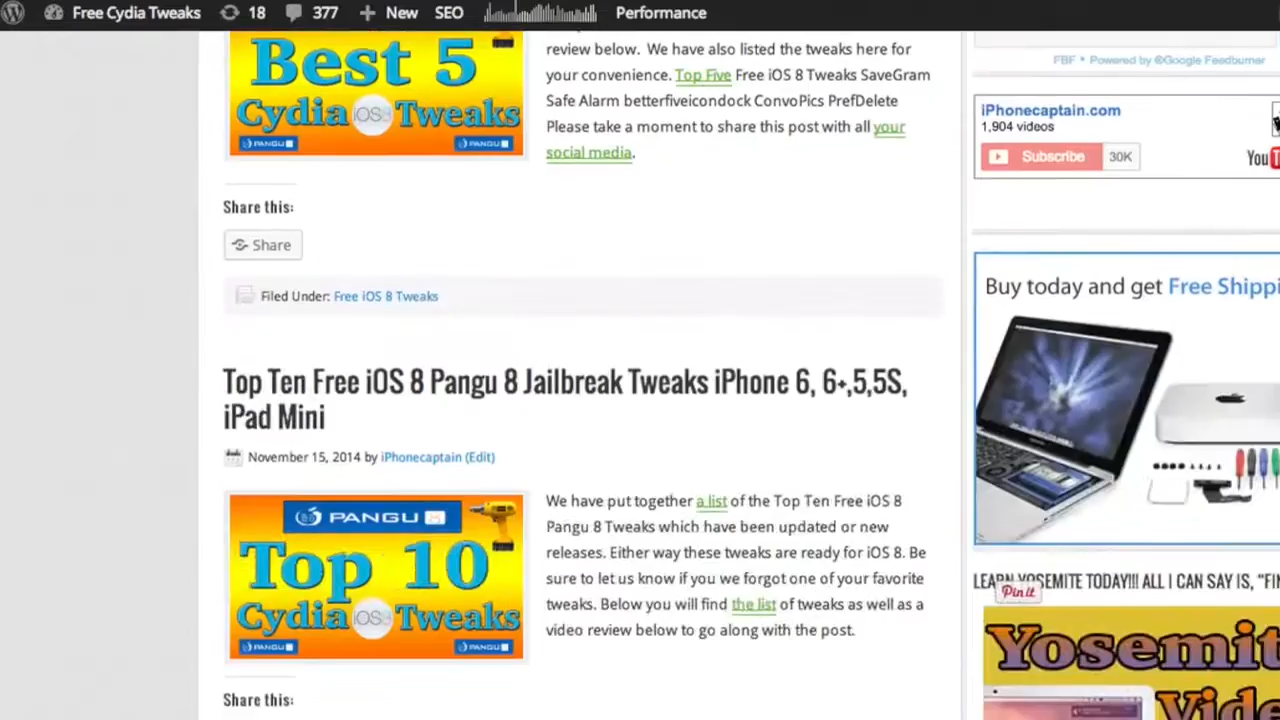 Free Cydia Tweaks 18 377 New SEO Performance
Best 5
Cydia iOS8 Tweaks
PANGU PANGU
review below. We have also listed the tweaks here for
your convenience. Top Five Free iOS 8 Tweaks SaveGram
Safe Alarm betterfiveicondock ConvoPics PrefDelete
Please take a moment to share this post with all your
social media.
Share this:
Share
Filed Under: Free iOS 8 Tweaks
Top Ten Free iOS 8 Pangu 8 Jailbreak Tweaks iPhone 6, 6+,5,5S,
iPad Mini
November 15, 2014 by iPhonecaptain (Edit)
PANGU
Top 10
Cydia iOS8 Tweaks
PANGU PANGU
We have put together a list of the Top Ten Free iOS 8
Pangu 8 Tweaks which have been updated or new
releases. Either way these tweaks are ready for iOS 8. Be
sure to let us know if you we forgot one of your favorite
tweaks. Below you will find the list of tweaks as well as a
video review below to go along with the post.
Share this:
FBF • Powered by ©Google Feedburner
iPhonecaptain.com
1,904 videos
Subscribe 30K
You
Buy today and get Free Shippi
LEARN YOSEMITE TODAY!!! ALL I CAN SAY IS, "FI
Pin it
Yosemit
Vide